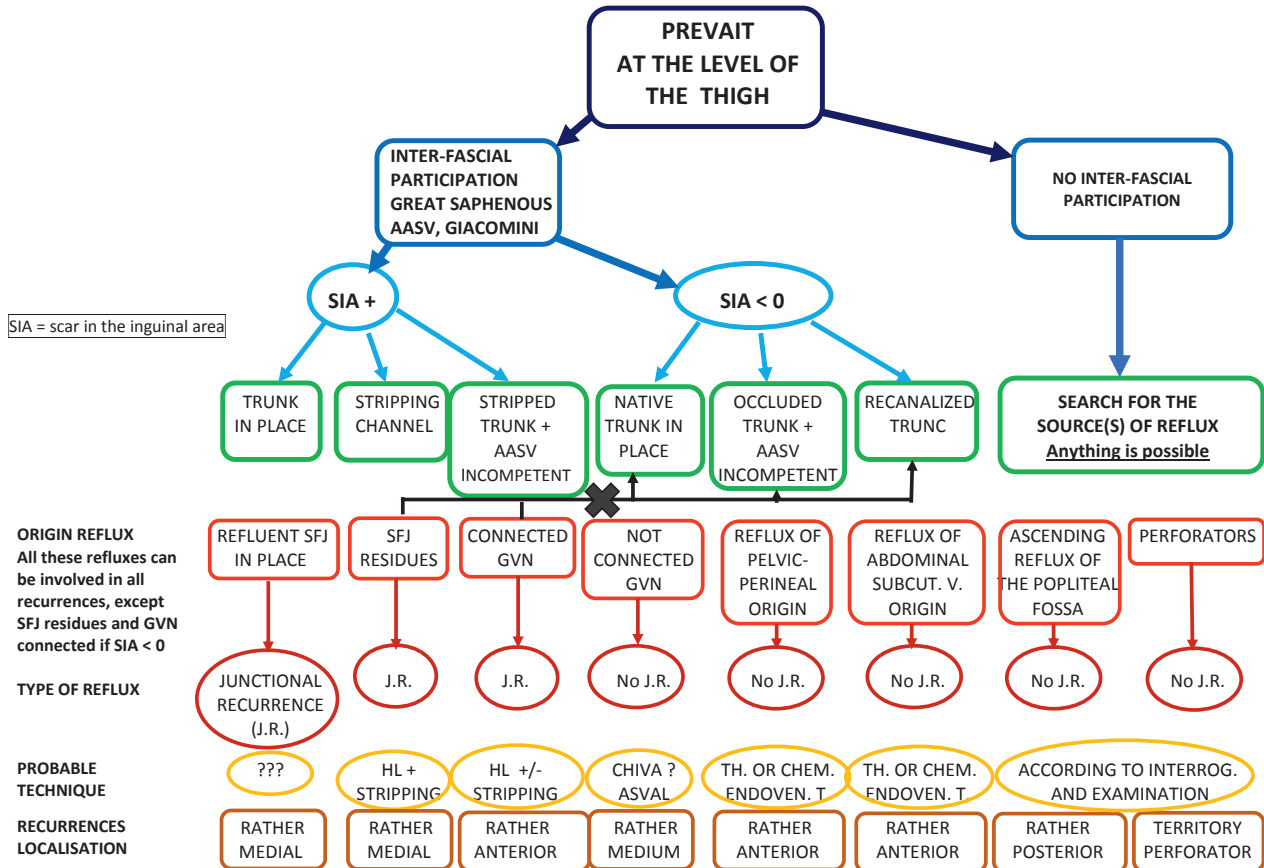 PREVAIT
AT THE LEVEL OF
THE THIGH
INTER-FASCIAL
PARTICIPATION
GREAT SAPHENOUS
AASV, GIACOMINI
NO INTER-FASCIAL
PARTICIPATION
SIA +
SIA < 0
SIA = scar in the inguinal area
TRUNK
IN PLACE
STRIPPING
CHANNEL
STRIPPED
TRUNK +
AASV
INCOMPETENT
NATIVE
TRUNK IN
PLACE
OCCLUDED
TRUNK +
AASV
INCOMPETENT
RECANALIZED
TRUNC
SEARCH FOR THE
SOURCE(S) OF REFLUX
Anything is possible
ORIGIN REFLUX
All these refluxes can
be involved in all
recurrences, except
SFJ residues and GVN
connected if SIA < 0
REFLUENT SFJ
IN PLACE
SFJ
RESIDUES
CONNECTED
GVN
NOT
CONNECTED
GVN
REFLUX OF
PELVIC-
PERINEAL
ORIGIN
REFLUX OF
ABDOMINAL
SUBCUT. V.
ORIGIN
ASCENDING
REFLUX OF
THE POPLITEAL
FOSSA
PERFORATORS
TYPE OF REFLUX
JUNCTIONAL
RECURRENCE
(J.R.)
J.R.
J.R.
No J.R.
No J.R.
No J.R.
No J.R.
No J.R.
PROBABLE
TECHNIQUE
???
HL +
STRIPPING
HL +/-
STRIPPING
CHIVA ?
ASVAL
TH. OR CHEM.
ENDOVEN. T
TH. OR CHEM.
ENDOVEN. T.
ACCORDING TO INTERROG.
AND EXAMINATION
RECURRENCES
LOCALISATION
RATHER
MEDIAL
RATHER
MEDIAL
RATHER
ANTERIOR
RATHER
MEDIUM
RATHER
ANTERIOR
RATHER
ANTERIOR
RATHER
POSTERIOR
TERRITORY
PERFORATOR